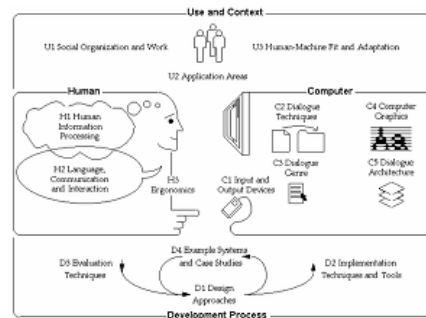 Use and Context
U1 Social Organization and Work
U3 Human-Machine Fit and Adaptation
U2 Application Areas
Human
H1 Human
Information
Processing
H2 Language,
Communication
and Interaction
H3
Ergonomics
Computer
C2 Dialogue
Techniques
C4 Computer
Graphics
Aa
C3 Dialogue
Genre
C5 Dialogue
Architecture
C1 Input and
Output Devices
D3 Evaluation
Techniques
D4 Example Systems
and Case Studies
D2 Implementation
Techniques and Tools
D1 Design
Approaches
Development Process